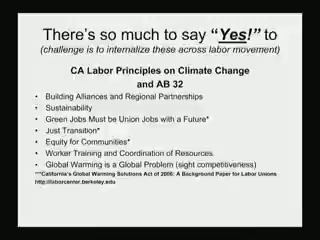 There's so much to say "Yes!" to
(challenge is to internalize these across labor movement)
CA Labor Principles on Climate Change
and AB 32
• Building Alliances and Regional Partnerships
• Sustainability
• Green Jobs Must be Union Jobs with a Future*
• Just Transition*
• Equity for Communities*
• Worker Training and Coordination of Resources.
• Global Warming is a Global Problem (sight competitiveness)
"*California's Global Warming Solutions Act of 2006: A Background Paper for Labor Unions
http://laborcenter.berkeley.edu